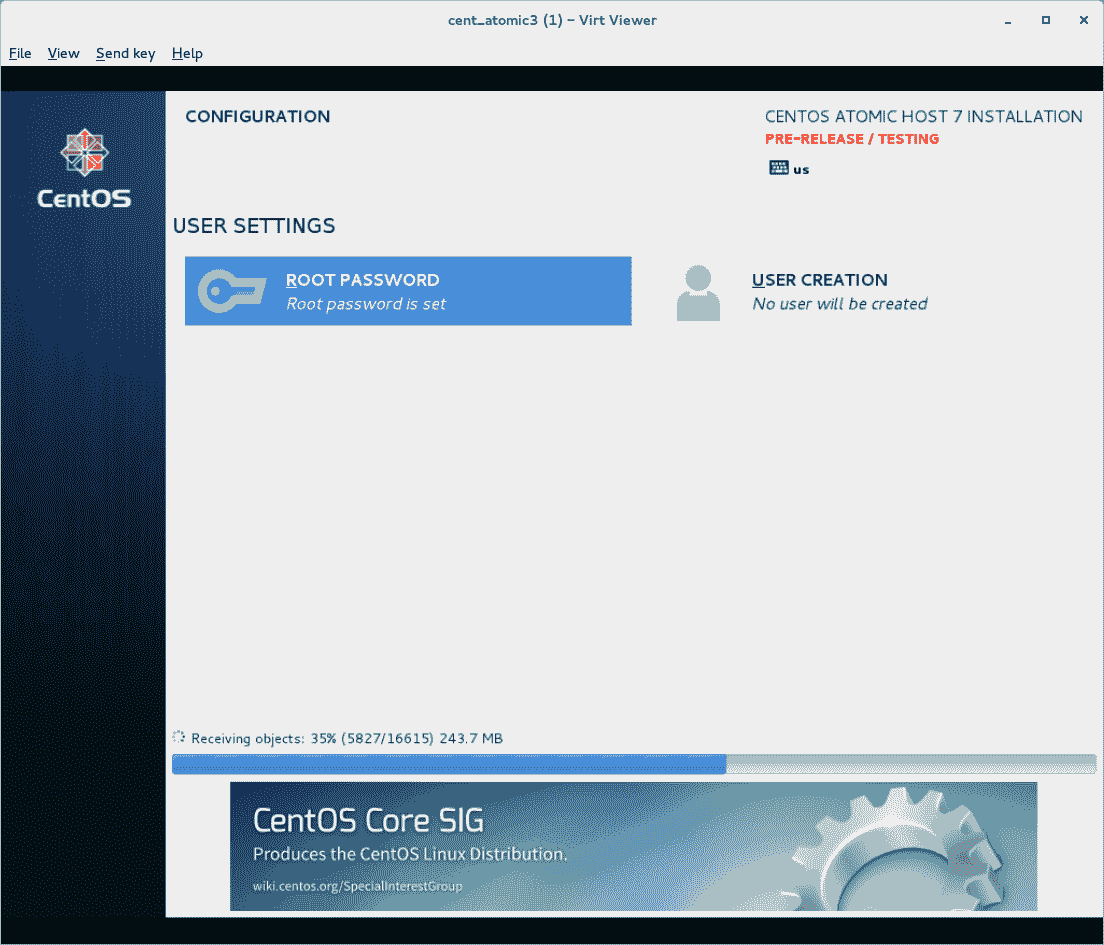 cent_atomic3 (1) – Virt Viewer
File View Send key Help
CONFIGURATION
CENTOS ATOMIC HOST 7 INSTALLATION
PRE-RELEASE / TESTING
us
CentOS
USER SETTINGS
ROOT PASSWORD
Root password is set
USER CREATION
No user will be created
Receiving objects: 35% (5827/16615) 243.7 MB
CentOS Core SIG
Produces the CentOS Linux Distribution.
wiki.centos.org/SpecialInterestGroup